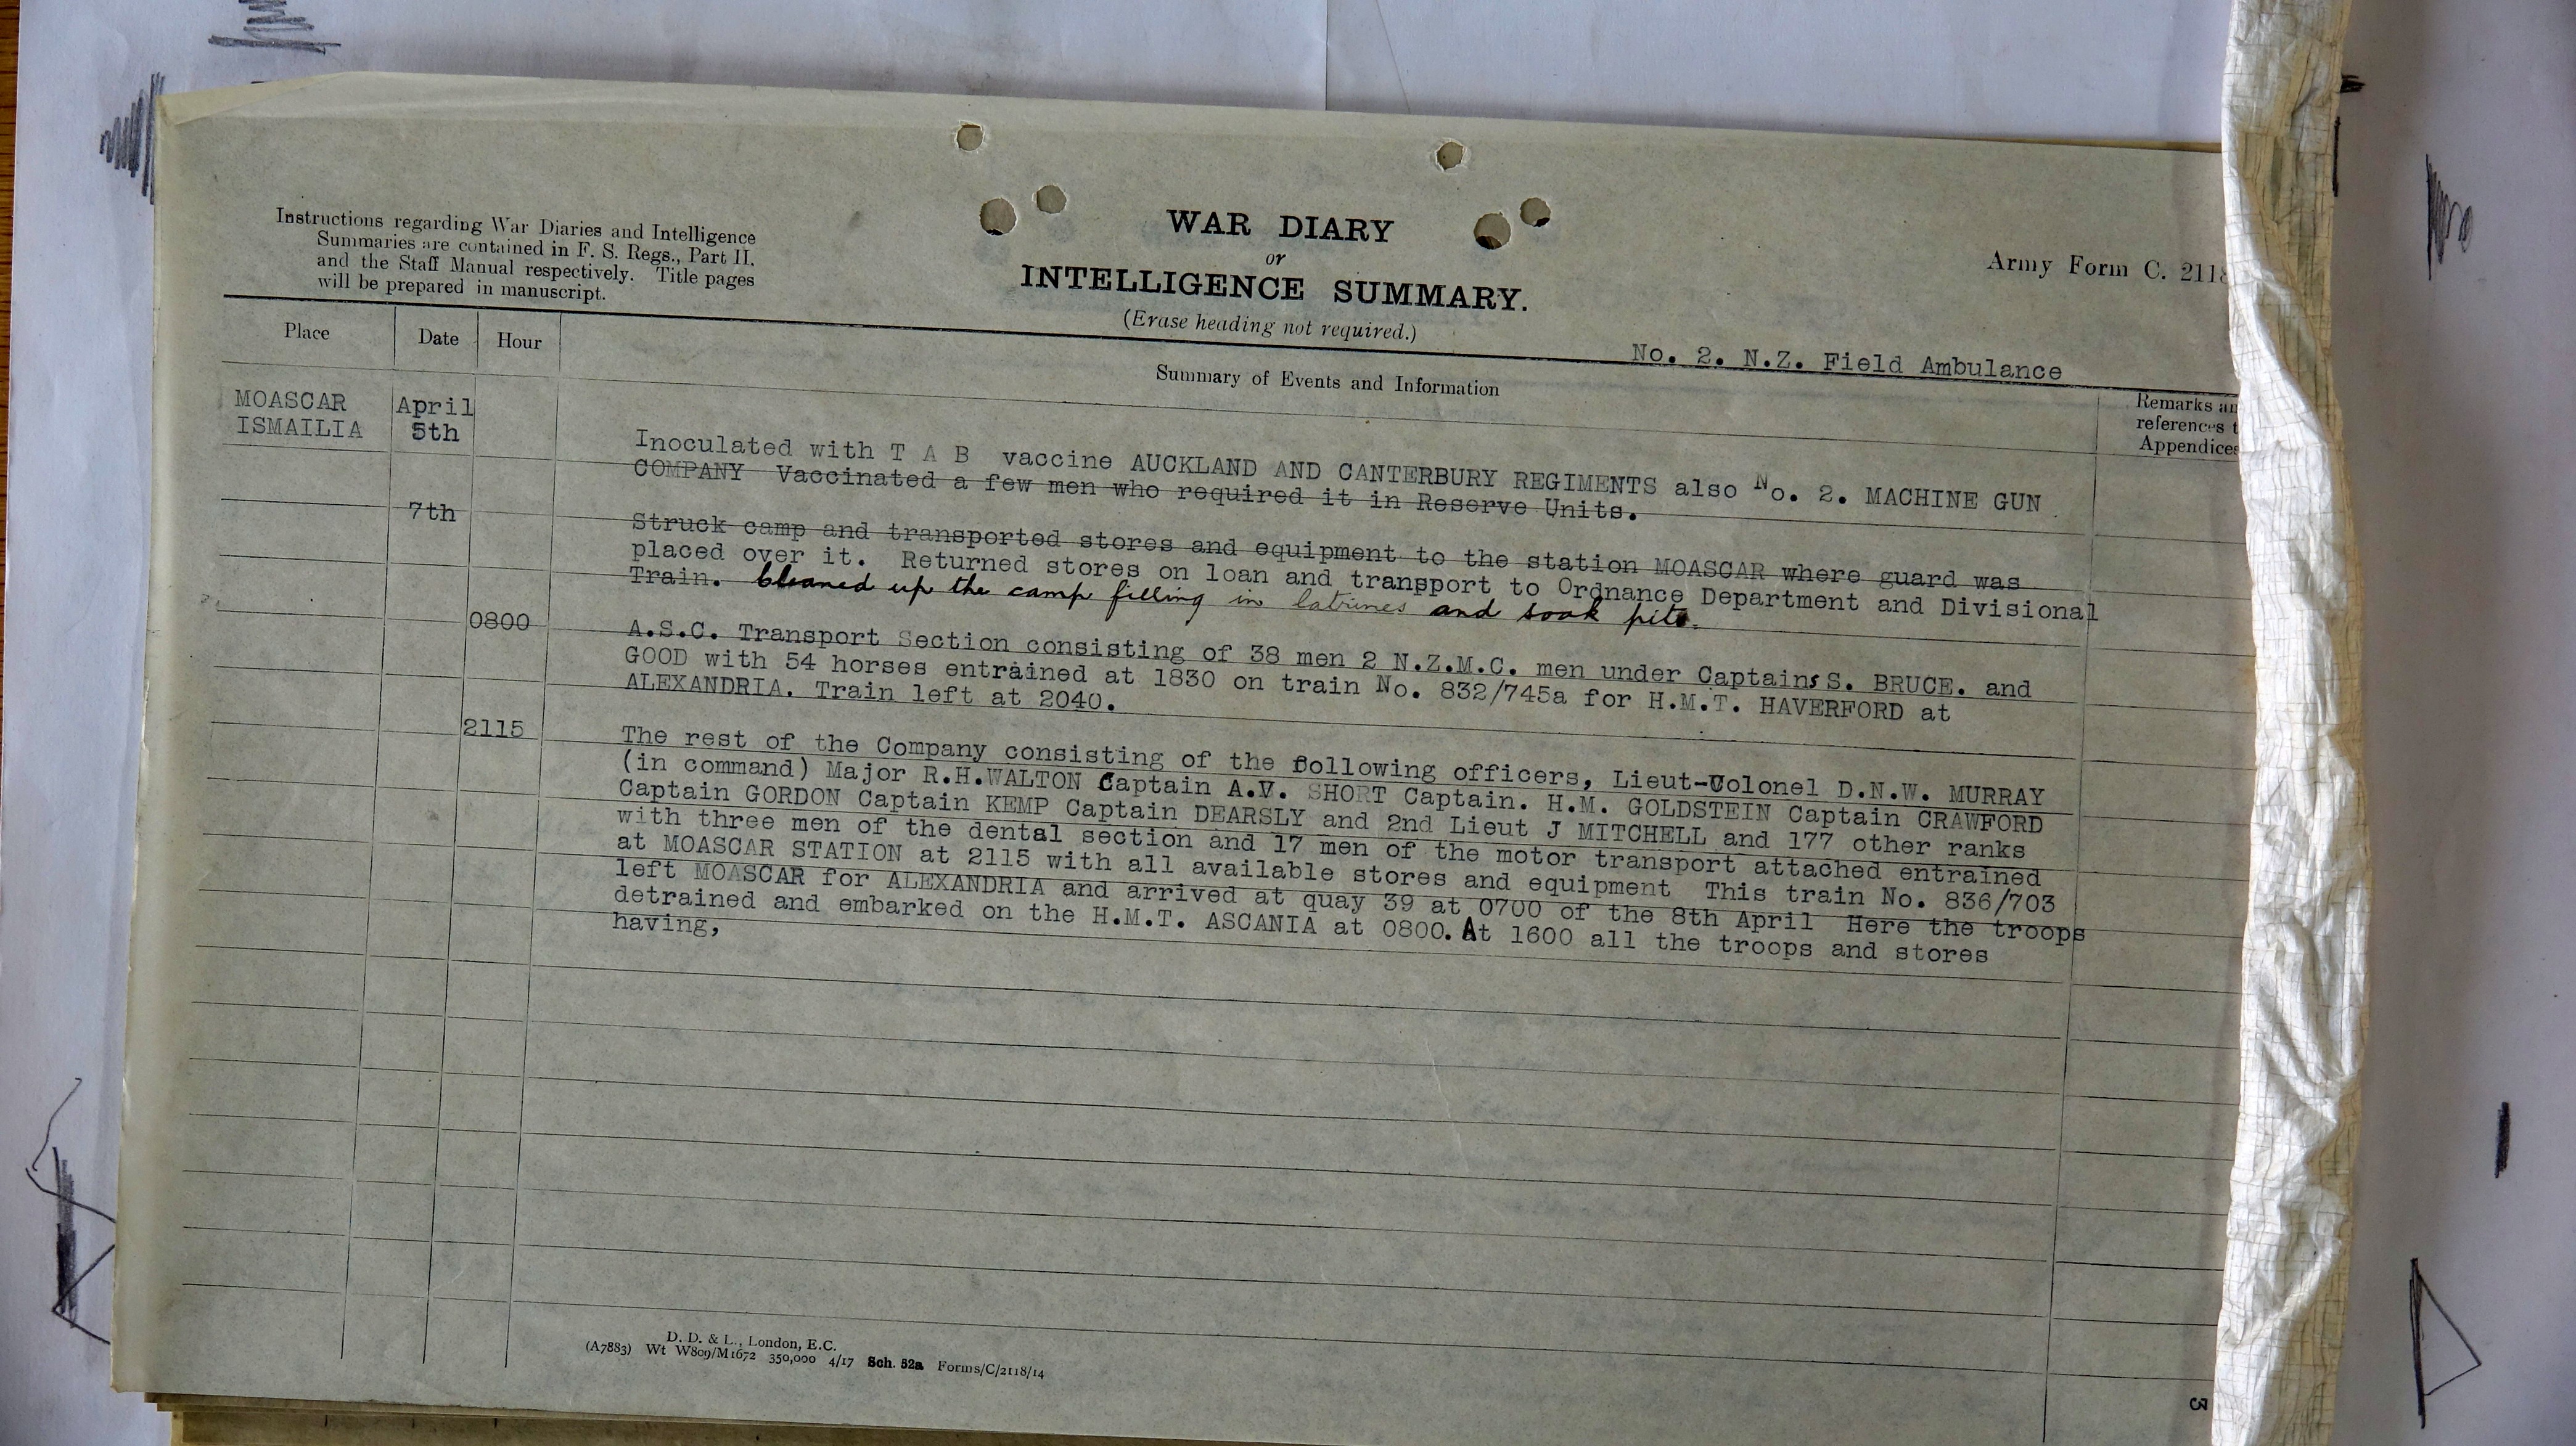 Instructions regarding War Diaries and Intelligence
Summaries are contained in F. S. Regs., Part II.
and the Staff Manual respectively. Title pages
will be prepared in manuscript.
WAR DIARY
or
INTELLIGENCE SUMMARY.
(Erase heading not required.)
Army Form C. 2118
No. 2. N.Z. Field Ambulance
Place Date Hour Summary of Events and Information
Remarks an
references t
Appendices
MOASCAR April
ISMAILIA 5th
Inoculated with T A B vaccine AUCKLAND AND CANTERBURY REGIMENTS also No. 2. MACHINE GUN
COMPANY Vaccinated a few men who required it in Reserve Units.
7th
Struck camp and transported stores and equipment to the station MOASCAR where guard was
placed over it. Returned stores on loan and transport to Ordnance Department and Divisional
Train. Cleaned up the camp filling in latrines and soak pits.
0800
A.S.C. Transport Section consisting of 38 men 2 N.Z.M.C. men under Captains S. BRUCE. and
GOOD with 54 horses entrained at 1830 on train No. 832/745a for H.M.T. HAVERFORD at
ALEXANDRIA. Train left at 2040.
2115
The rest of the Company consisting of the following officers, Lieut-Colonel D.N.W. MURRAY
(in command) Major R.H.WALTON Captain A.V. SHORT Captain. H.M. GOLDSTEIN Captain CRAWFORD
Captain GORDON Captain KEMP Captain DEARSLY and 2nd Lieut J MITCHELL and 177 other ranks
with three men of the dental section and 17 men of the motor transport attached entrained
at MOASCAR STATION at 2115 with all available stores and equipment This train No. 836/703
left MOASCAR for ALEXANDRIA and arrived at quay 39 at 0700 of the 8th April Here the troops
detrained and embarked on the H.M.T. ASCANIA at 0800. At 1600 all the troops and stores
having,
D. D. & L., London, E.C.
(A7883) Wt W809/M1672 350,000 4/17 Sch. 52a Forms/C/2118/14
3